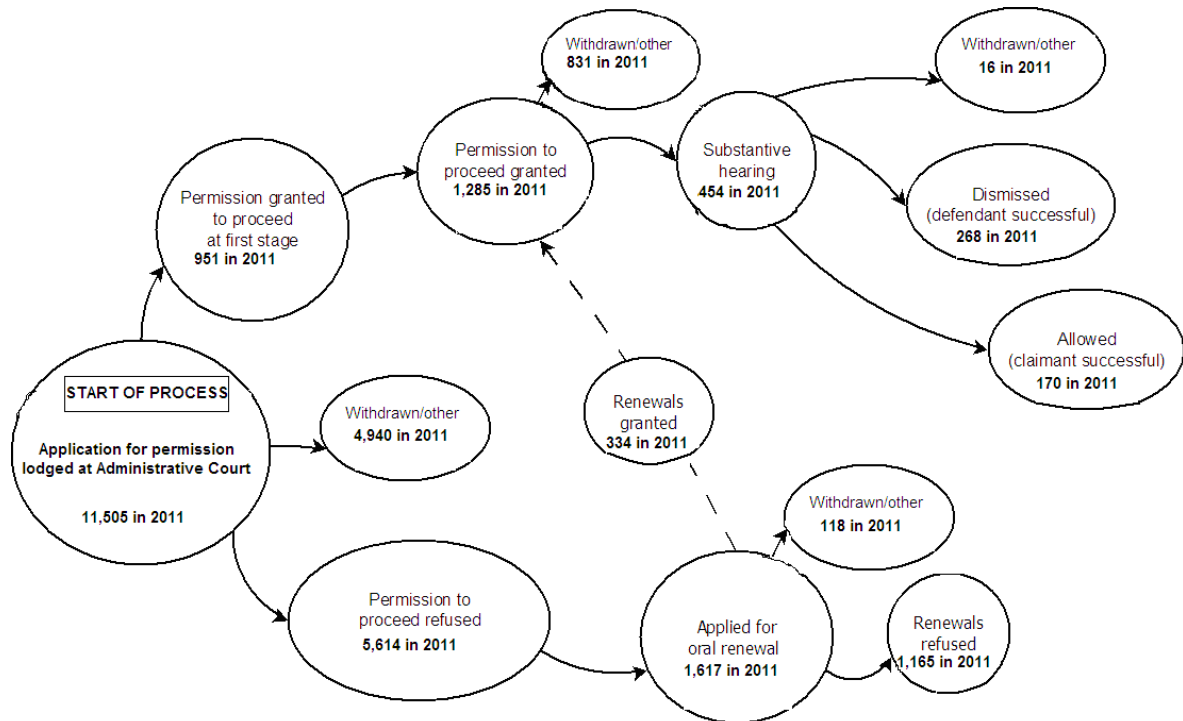 Withdrawn/other
831 in 2011
Withdrawn/other
16 in 2011
Permission to
proceed granted
1,285 in 2011
Substantive
hearing
454 in 2011
Permission granted
to proceed
at first stage
951 in 2011
Dismissed
(defendant successful)
268 in 2011
Allowed
(claimant successful)
170 in 2011
START OF PROCESS
Application for permission
lodged at Administrative Court
11,505 in 2011
Withdrawn/other
4,940 in 2011
Renewals
granted
334 in 2011
Withdrawn/other
118 in 2011
Permission to
proceed refused
5,614 in 2011
Applied for
oral renewal
1,617 in 2011
Renewals
refused
1,165 in 2011